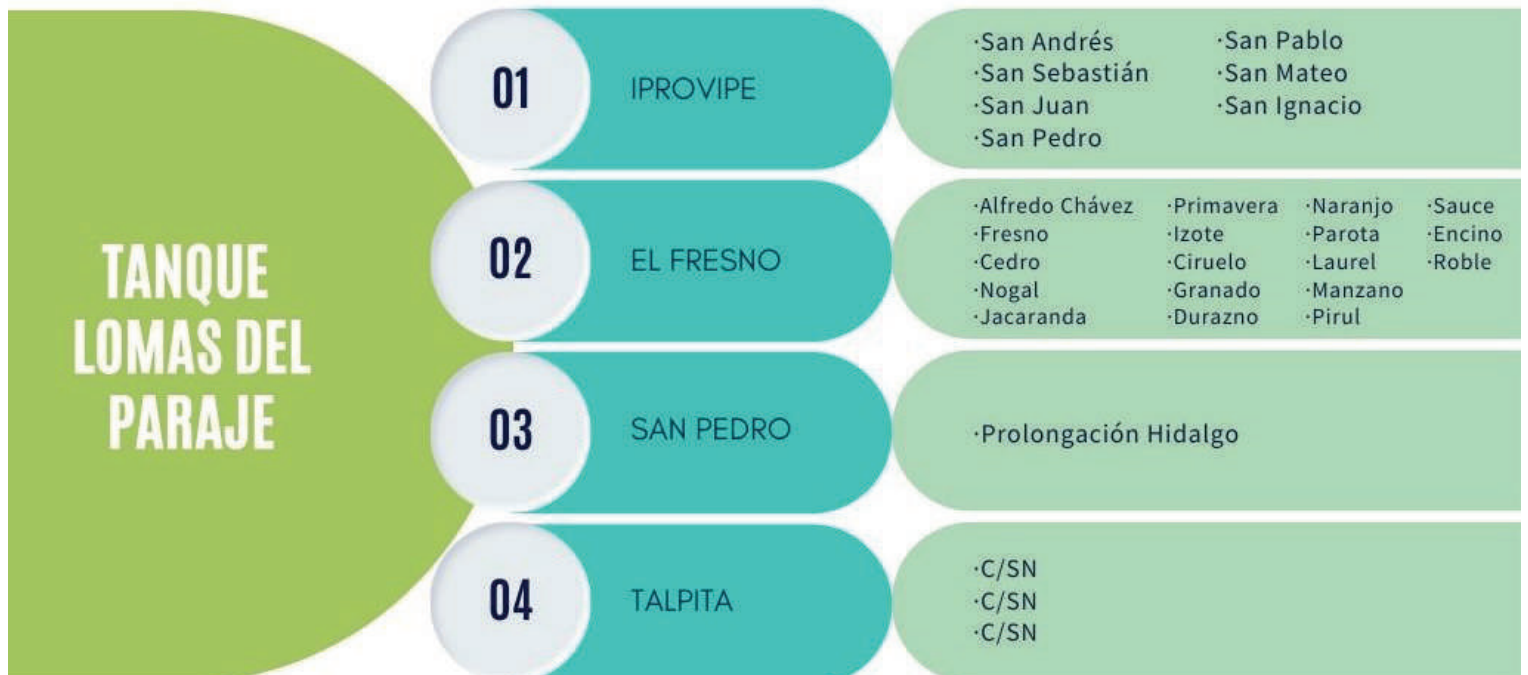 TANQUE
LOMAS DEL
PARAJE
01
IPROVIPE
·San Andrés
·San Sebastián
·San Juan
·San Pedro
·San Pablo
·San Mateo
·San Ignacio
02
EL FRESNO
·Alfredo Chávez
·Fresno
·Cedro
·Nogal
·Jacaranda
·Primavera
·Izote
·Ciruelo
·Granado
·Durazno
·Naranjo
·Parota
·Laurel
·Manzano
·Pirul
·Sauce
·Encino
·Roble
03
SAN PEDRO
·Prolongación Hidalgo
04
TALPITA
·C/SN
·C/SN
·C/SN